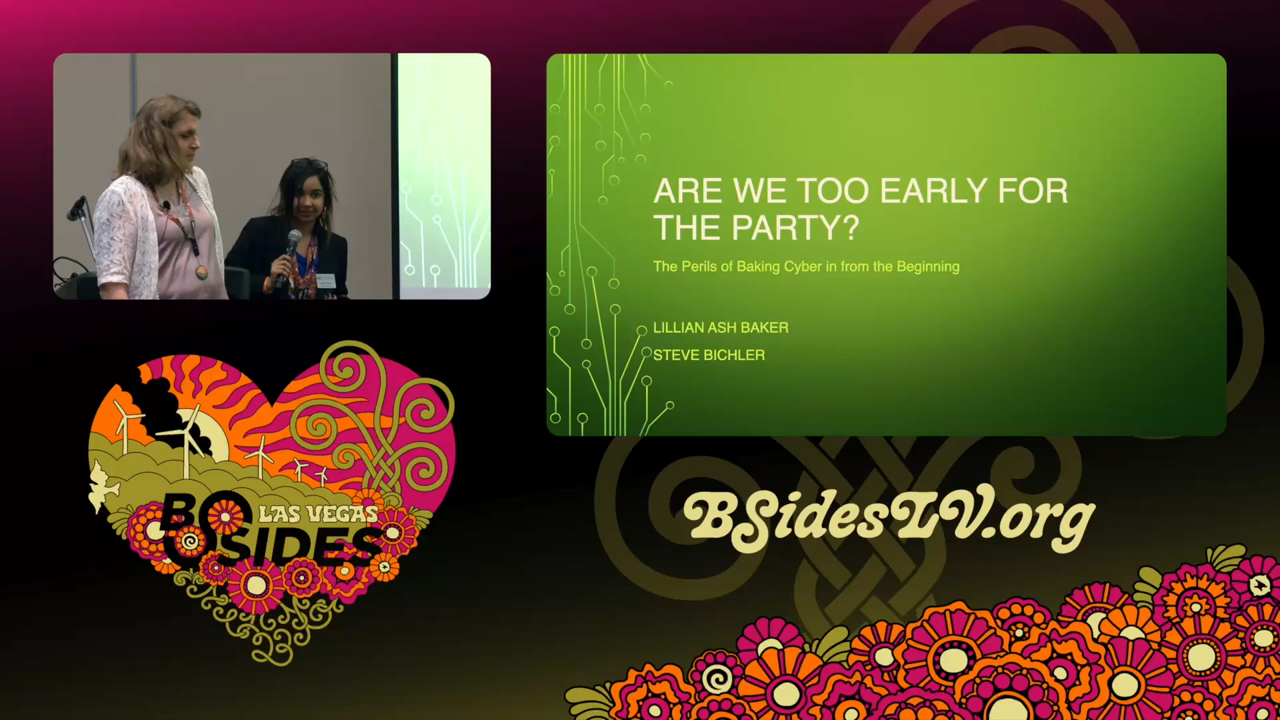 ARE WE TOO EARLY FOR
THE PARTY?
The Perils of Baking Cyber in from the Beginning
LILLIAN ASH BAKER
STEVE BICHLER
LAS VEGAS
BSIDES
BSidesLV.org